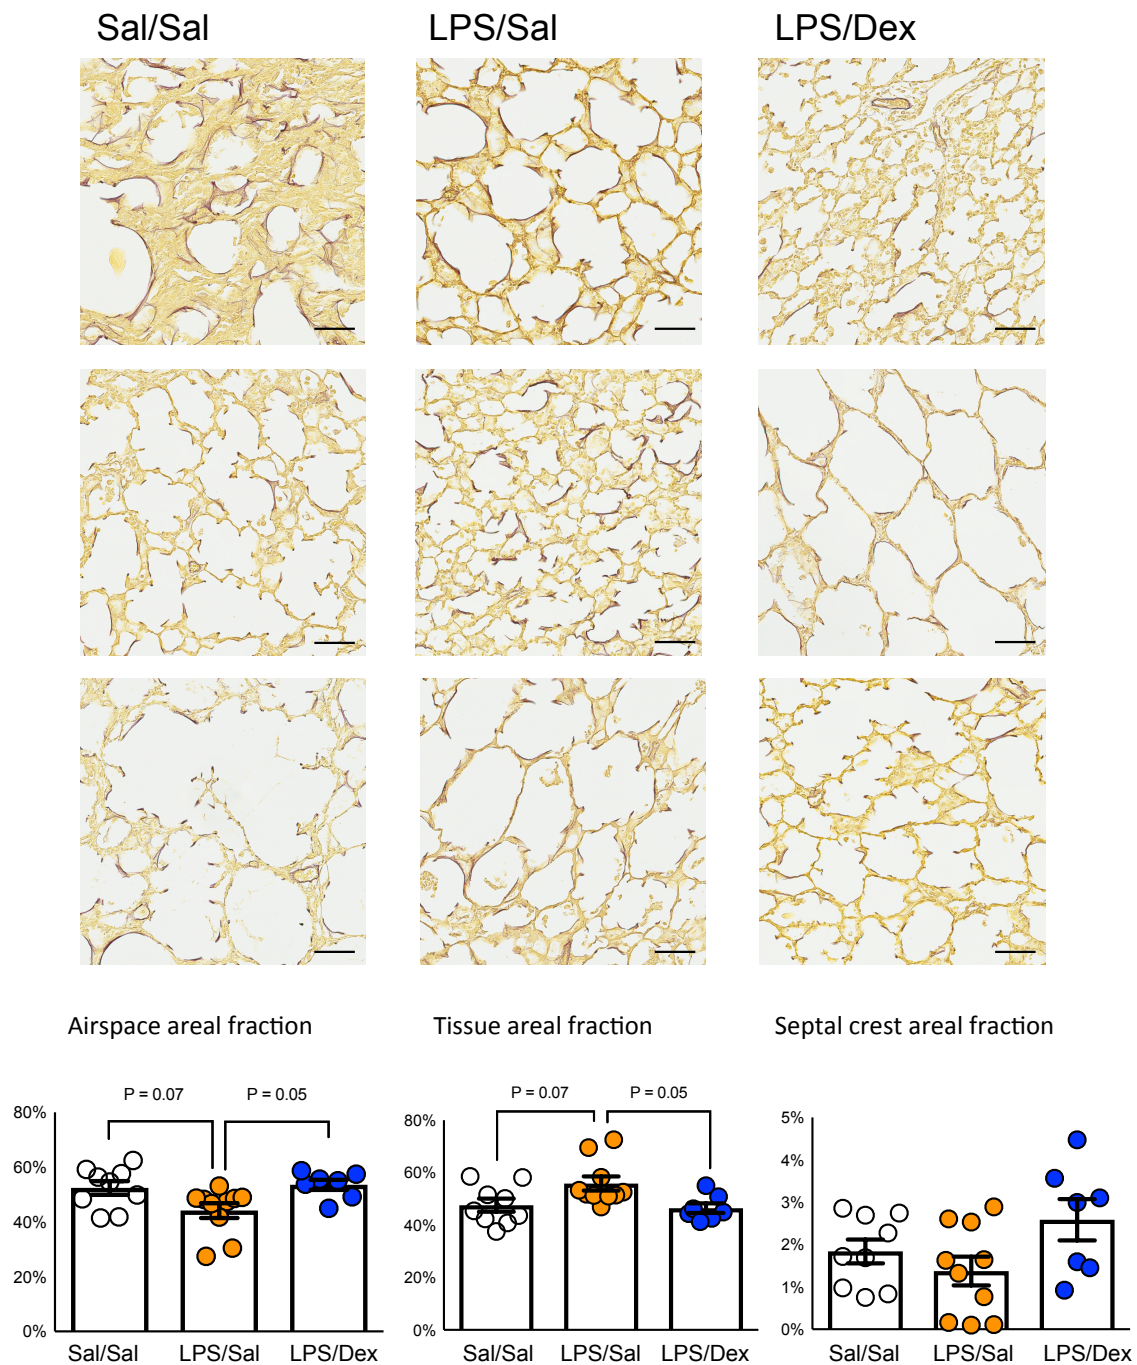 Sal/Sal LPS/Sal LPS/Dex
Airspace areal fraction Tissue areal fraction Septal crest areal fraction
P = 0.07 P = 0.05
80%
60%
40%
20%
0%
Sal/Sal LPS/Sal LPS/Dex
P = 0.07 P = 0.05
80%
60%
40%
20%
0%
Sal/Sal LPS/Sal LPS/Dex
5%
4%
3%
2%
1%
0%
Sal/Sal LPS/Sal LPS/Dex